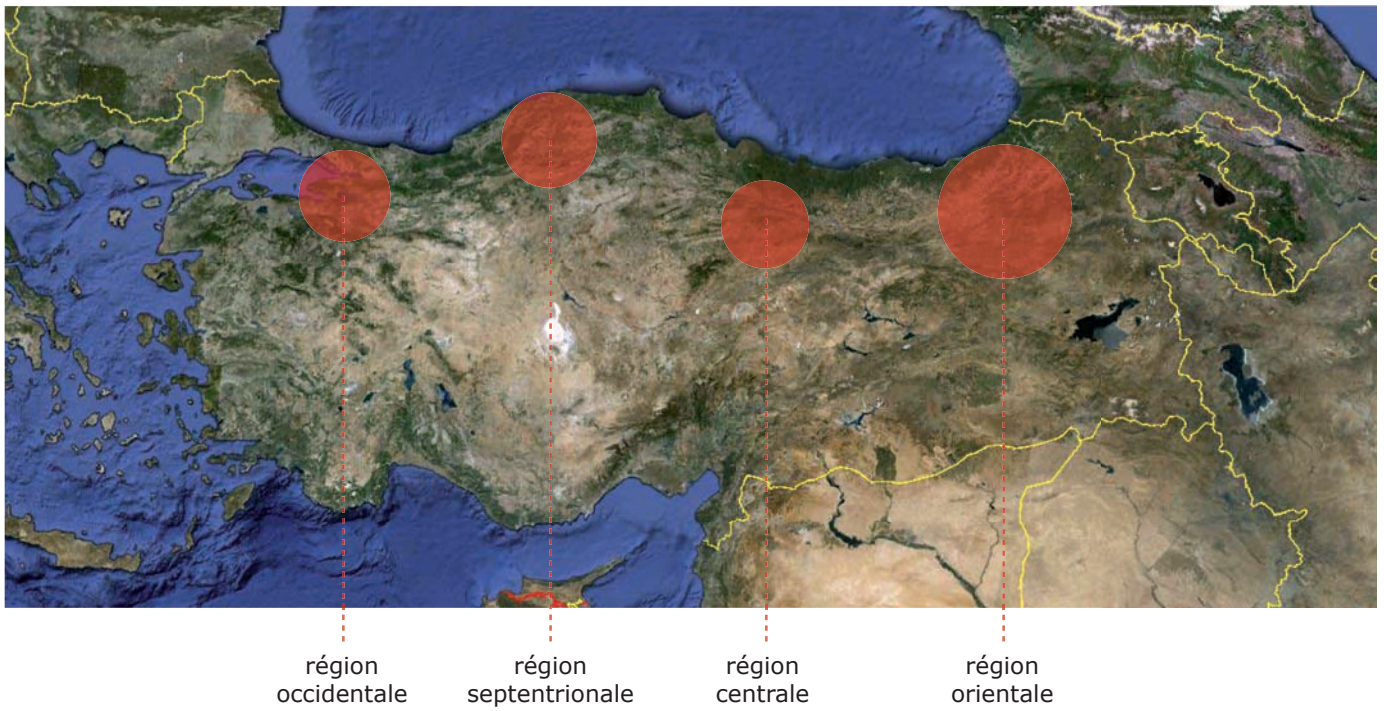 région
occidentale
région
septentrionale
région
centrale
région
orientale